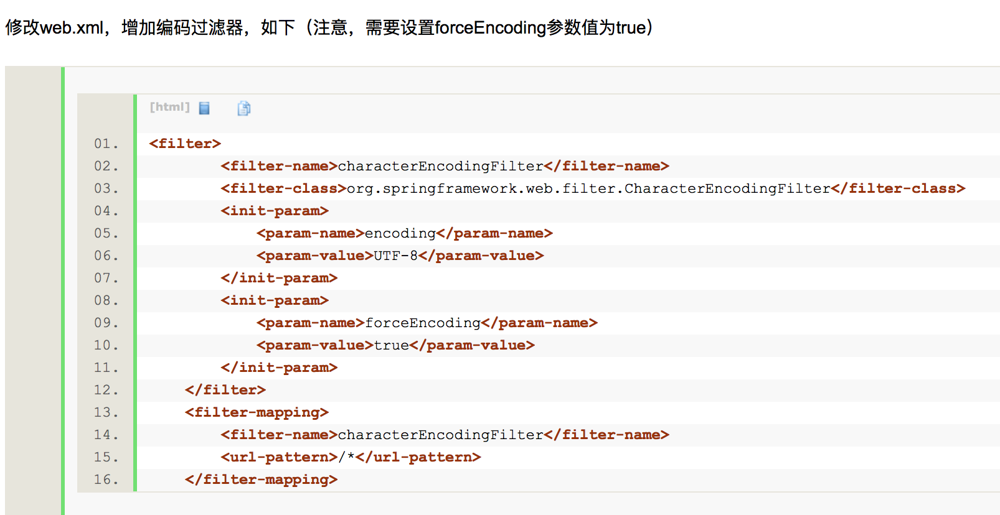 修改web.xml，增加编码过滤器，如下（注意，需要设置forceEncoding参数值为true）
[html]
01. <filter>
02. <filter-name>characterEncodingFilter</filter-name>
03. <filter-class>org.springframework.web.filter.CharacterEncodingFilter</filter-class>
04. <init-param>
05. <param-name>encoding</param-name>
06. <param-value>UTF-8</param-value>
07. </init-param>
08. <init-param>
09. <param-name>forceEncoding</param-name>
10. <param-value>true</param-value>
11. </init-param>
12. </filter>
13. <filter-mapping>
14. <filter-name>characterEncodingFilter</filter-name>
15. <url-pattern>/*</url-pattern>
16. </filter-mapping>